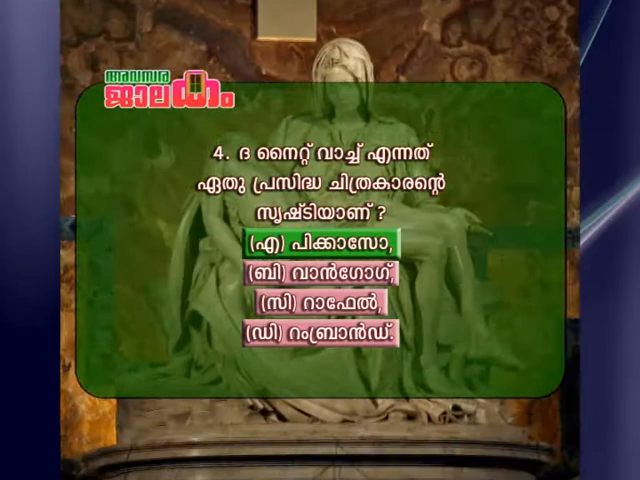 അവസര
ജാലകം
4. ദ നൈറ്റ് വാച്ച് എന്നത്
ഏതു പ്രസിദ്ധ ചിത്രകാരന്റെ
സൃഷ്ടിയാണ് ?
(എ) പിക്കാസോ,
(ബി) വാൻഗോഗ്,
(സി) റാഫേൽ,
(ഡി) റംബ്രാൻഡ്.